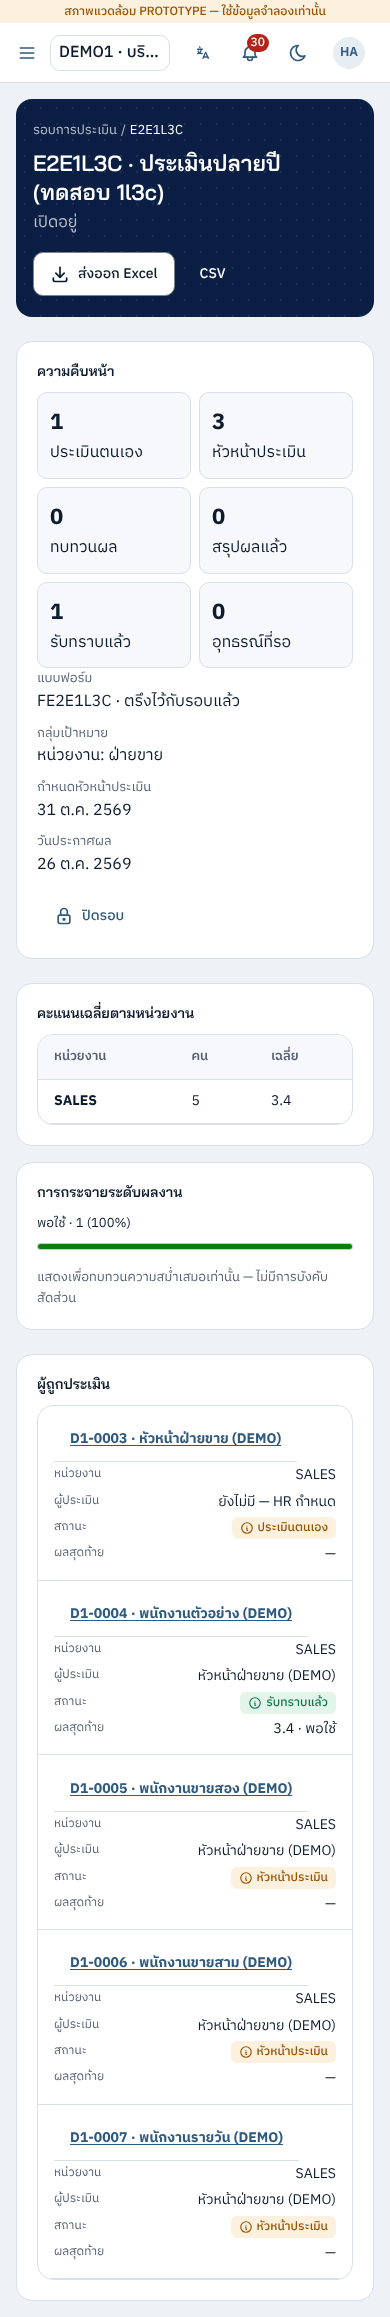 สภาพแวดล้อม PROTOTYPE — ใช้ข้อมูลจำลองเท่านั้น
DEMO1 · บริ...
30
HA
รอบการประเมิน / E2E1L3C
E2E1L3C · ประเมินปลายปี
(ทดสอบ 1l3c)
เปิดอยู่
ส่งออก Excel
CSV
ความคืบหน้า
1
ประเมินตนเอง
3
หัวหน้าประเมิน
0
ทบทวนผล
0
สรุปผลแล้ว
1
รับทราบแล้ว
0
อุทธรณ์ที่รอ
แบบฟอร์ม
FE2E1L3C · ตรึงไว้กับรอบแล้ว
กลุ่มเป้าหมาย
หน่วยงาน: ฝ่ายขาย
กำหนดหัวหน้าประเมิน
31 ต.ค. 2569
วันประกาศผล
26 ต.ค. 2569
ปิดรอบ
คะแนนเฉลี่ยตามหน่วยงาน
หน่วยงาน คน เฉลี่ย
SALES 5 3.4
การกระจายระดับผลงาน
พอใช้ · 1 (100%)
แสดงเพื่อทบทวนความสม่ำเสมอเท่านั้น — ไม่มีการบังคับ
สัดส่วน
ผู้ถูกประเมิน
D1-0003 · หัวหน้าฝ่ายขาย (DEMO)
หน่วยงาน SALES
ผู้ประเมิน ยังไม่มี — HR กำหนด
สถานะ ประเมินตนเอง
ผลสุดท้าย —
D1-0004 · พนักงานตัวอย่าง (DEMO)
หน่วยงาน SALES
ผู้ประเมิน หัวหน้าฝ่ายขาย (DEMO)
สถานะ รับทราบแล้ว
ผลสุดท้าย 3.4 · พอใช้
D1-0005 · พนักงานขายสอง (DEMO)
หน่วยงาน SALES
ผู้ประเมิน หัวหน้าฝ่ายขาย (DEMO)
สถานะ หัวหน้าประเมิน
ผลสุดท้าย —
D1-0006 · พนักงานขายสาม (DEMO)
หน่วยงาน SALES
ผู้ประเมิน หัวหน้าฝ่ายขาย (DEMO)
สถานะ หัวหน้าประเมิน
ผลสุดท้าย —
D1-0007 · พนักงานรายวัน (DEMO)
หน่วยงาน SALES
ผู้ประเมิน หัวหน้าฝ่ายขาย (DEMO)
สถานะ หัวหน้าประเมิน
ผลสุดท้าย —